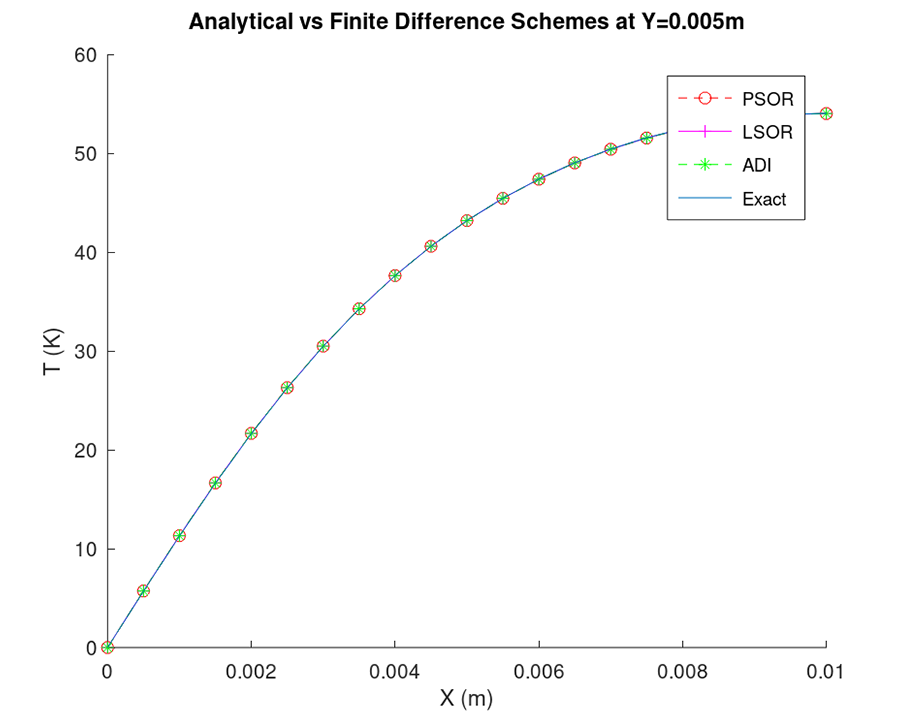 Analytical vs Finite Difference Schemes at Y=0.005m
60
50
40
30
20
10
0
T (K)
PSOR
LSOR
ADI
Exact
0 0.002 0.004 0.006 0.008 0.01
X (m)